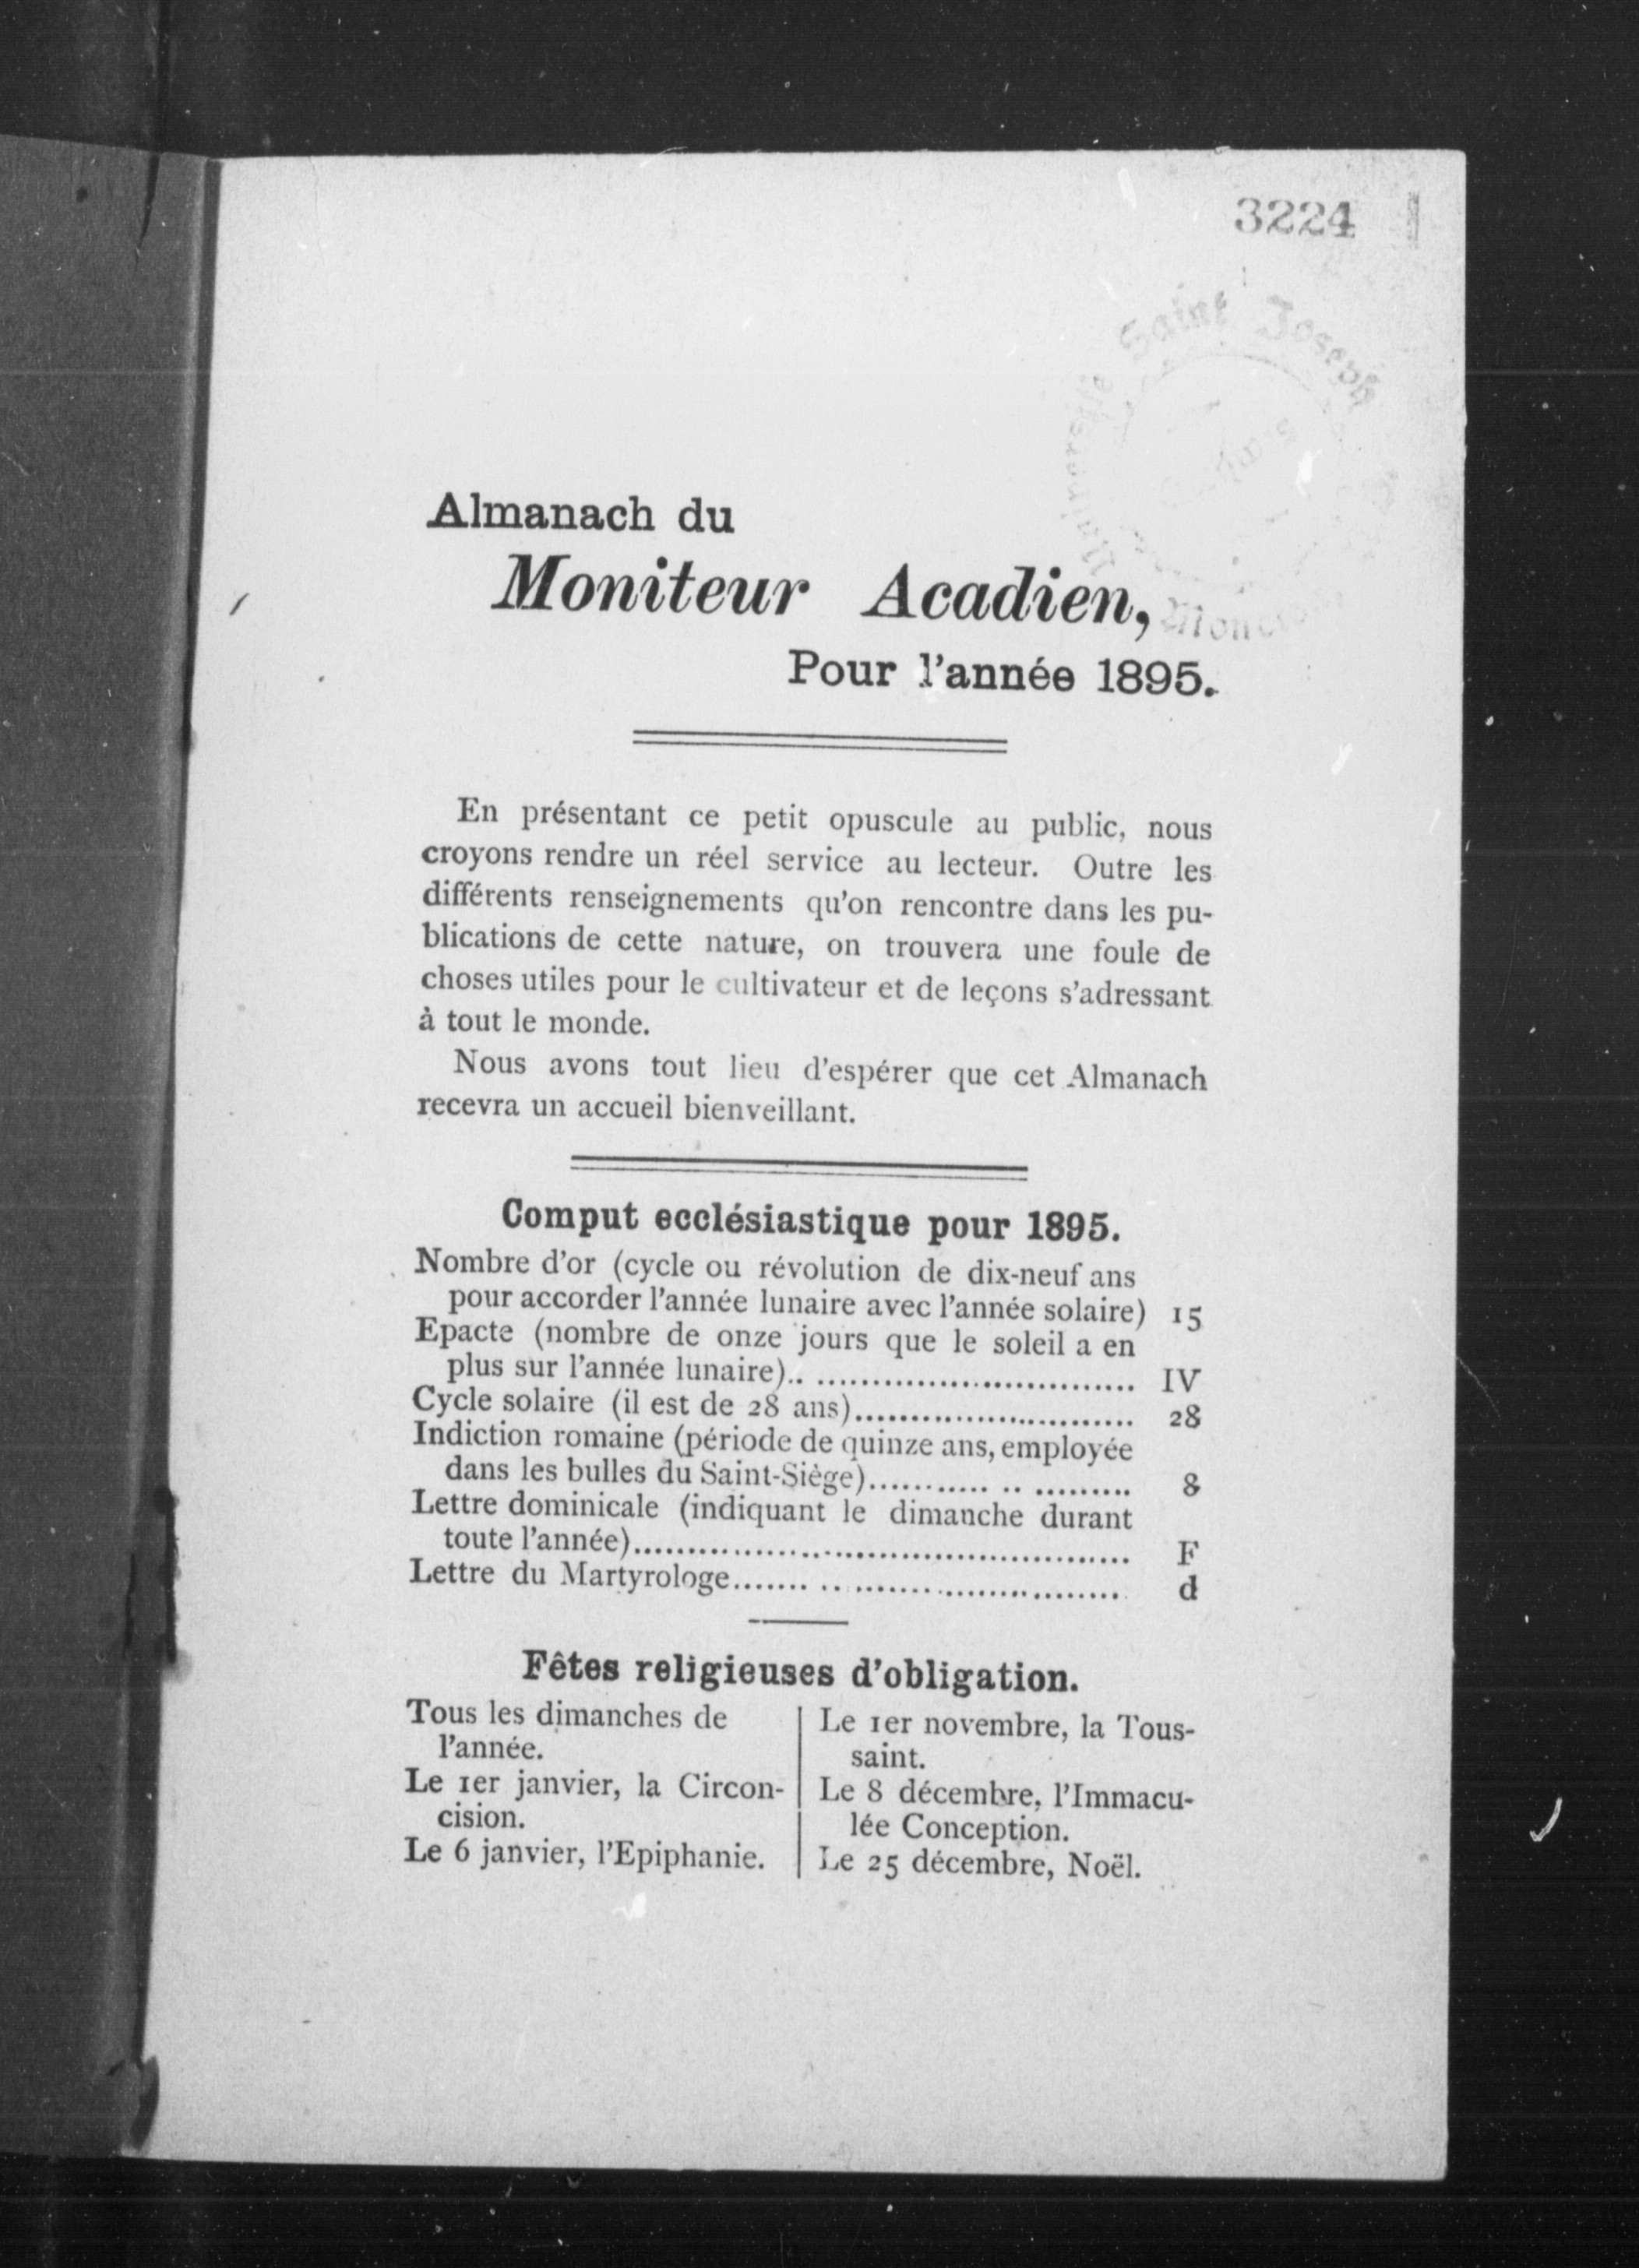 3224
Saint Joseph
Almanach du
Moniteur Acadien,
Pour l'année 1895.
En présentant ce petit opuscule au public, nous
croyons rendre un réel service au lecteur. Outre les
différents renseignements qu'on rencontre dans les pu-
blications de cette nature, on trouvera une foule de
choses utiles pour le cultivateur et de leçons s'adressant
à tout le monde.
Nous avons tout lieu d'espérer que cet Almanach
recevra un accueil bienveillant.
Comput ecclésiastique pour 1895.
Nombre d'or (cycle ou révolution de dix-neuf ans
pour accorder l'année lunaire avec l'année solaire) 15
Epacte (nombre de onze jours que le soleil a en
plus sur l'année lunaire)................................ IV
Cycle solaire (il est de 28 ans).......................... 28
Indiction romaine (période de quinze ans, employée
dans les bulles du Saint-Siège)........................ 8
Lettre dominicale (indiquant le dimanche durant
toute l'année).............................................. F
Lettre du Martyrologe.................................... d
Fêtes religieuses d'obligation.
Tous les dimanches de
l'année.
Le 1er janvier, la Circon-
cision.
Le 6 janvier, l'Epiphanie.
Le 1er novembre, la Tous-
saint.
Le 8 décembre, l'Immacu-
lée Conception.
Le 25 décembre, Noël.